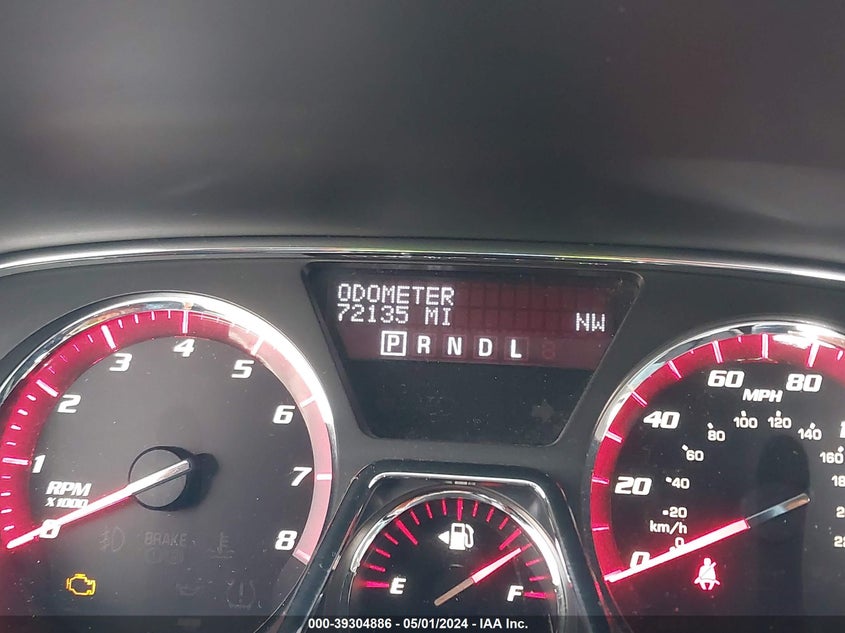 ODOMETER
72135 MI NW
P R N D L
0 1 2 3 4 5 6 7 8
RPM
X1000
BRAKE
E F
0 20 40 60 80
MPH
0 20 40 60 80 100 120 140 160
km/h
000-39304886 - 05/01/2024 - IAA Inc.